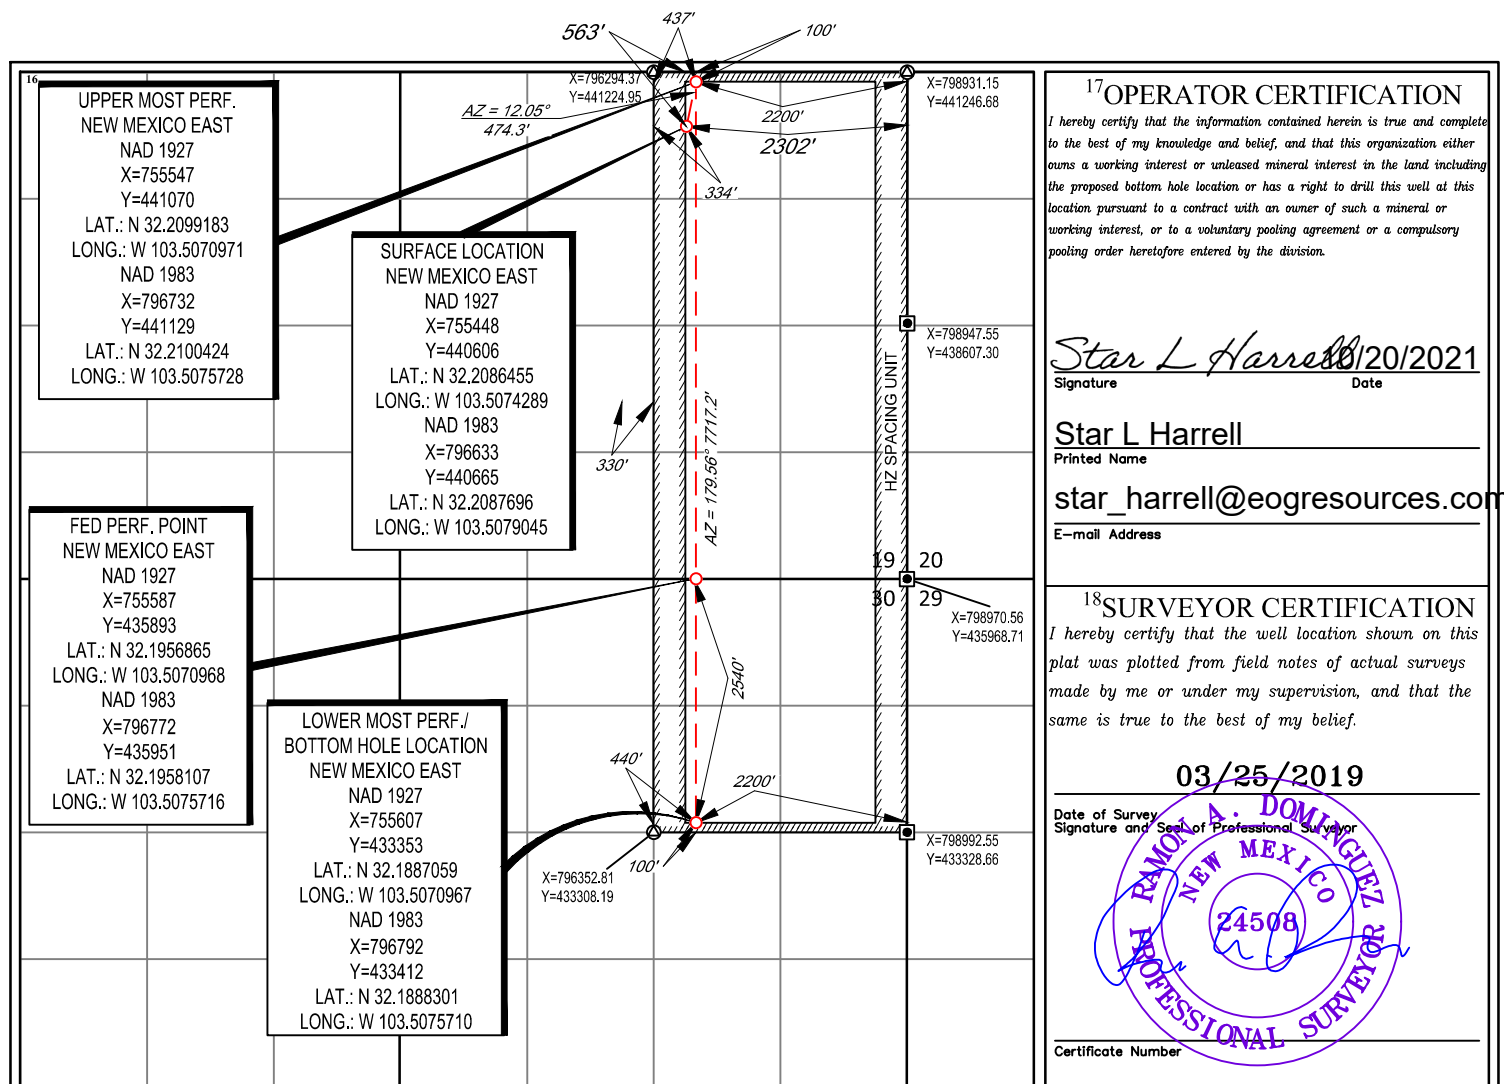 437'
563'
100'
16
X=796294.37
Y=441224.95
X=798931.15
Y=441246.68
AZ = 12.05°
474.3'
2200'
2302'
334'
UPPER MOST PERF.
NEW MEXICO EAST
NAD 1927
X=755547
Y=441070
LAT.: N 32.2099183
LONG.: W 103.5070971
NAD 1983
X=796732
Y=441129
LAT.: N 32.2100424
LONG.: W 103.5075728
SURFACE LOCATION
NEW MEXICO EAST
NAD 1927
X=755448
Y=440606
LAT.: N 32.2086455
LONG.: W 103.5074289
NAD 1983
X=796633
Y=440665
LAT.: N 32.2087696
LONG.: W 103.5079045
X=798947.55
Y=438607.30
HZ SPACING UNIT
330'
AZ = 179.56° 7717.2'
FED PERF. POINT
NEW MEXICO EAST
NAD 1927
X=755587
Y=435893
LAT.: N 32.1956865
LONG.: W 103.5070968
NAD 1983
X=796772
Y=435951
LAT.: N 32.1958107
LONG.: W 103.5075716
19 20
30 29
X=798970.56
Y=435968.71
2540'
LOWER MOST PERF./
BOTTOM HOLE LOCATION
NEW MEXICO EAST
NAD 1927
X=755607
Y=433353
LAT.: N 32.1887059
LONG.: W 103.5070967
NAD 1983
X=796792
Y=433412
LAT.: N 32.1888301
LONG.: W 103.5075710
440'
2200'
100'
X=796352.81
Y=433308.19
X=798992.55
Y=433328.66
17OPERATOR CERTIFICATION
I hereby certify that the information contained herein is true and complete
to the best of my knowledge and belief, and that this organization either
owns a working interest or unleased mineral interest in the land including
the proposed bottom hole location or has a right to drill this well at this
location pursuant to a contract with an owner of such a mineral or
working interest, or to a voluntary pooling agreement or a compulsory
pooling order heretofore entered by the division.
Star L Harrell 10/20/2021
Signature Date
Star L Harrell
Printed Name
star_harrell@eogresources.com
E-mail Address
18SURVEYOR CERTIFICATION
I hereby certify that the well location shown on this
plat was plotted from field notes of actual surveys
made by me or under my supervision, and that the
same is true to the best of my belief.
03/25/2019
Date of Survey
Signature and Seal of Professional Surveyor
RAMON A. DOMINGUEZ
NEW MEXICO
24508
PROFESSIONAL SURVEYOR
Certificate Number